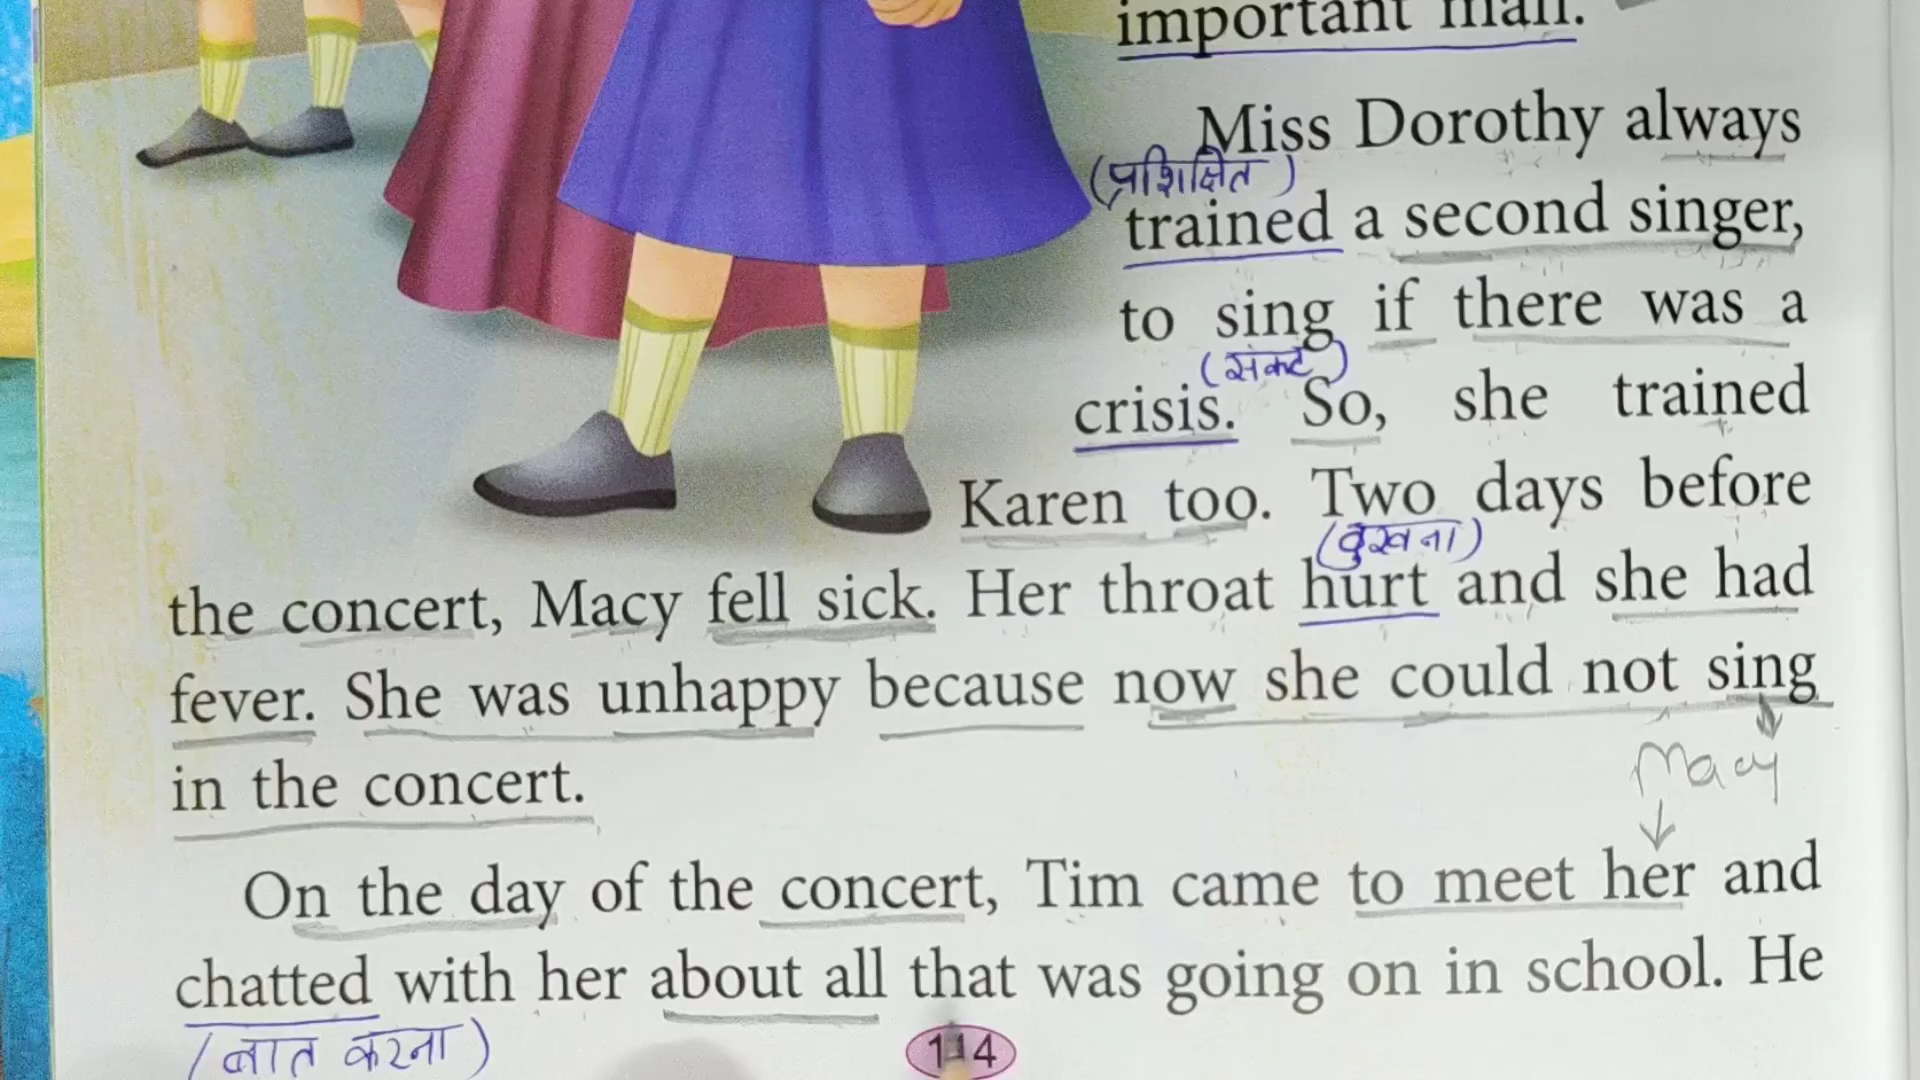 important man.
Miss Dorothy always
(प्रशिक्षित)
trained a second singer,
to sing if there was a
(संकट)
crisis. So, she trained
Karen too. Two days before
(दुखना)
the concert, Macy fell sick. Her throat hurt and she had
fever. She was unhappy because now she could not sing
in the concert.
Macy
On the day of the concert, Tim came to meet her and
chatted with her about all that was going on in school. He
(बात करना)
114